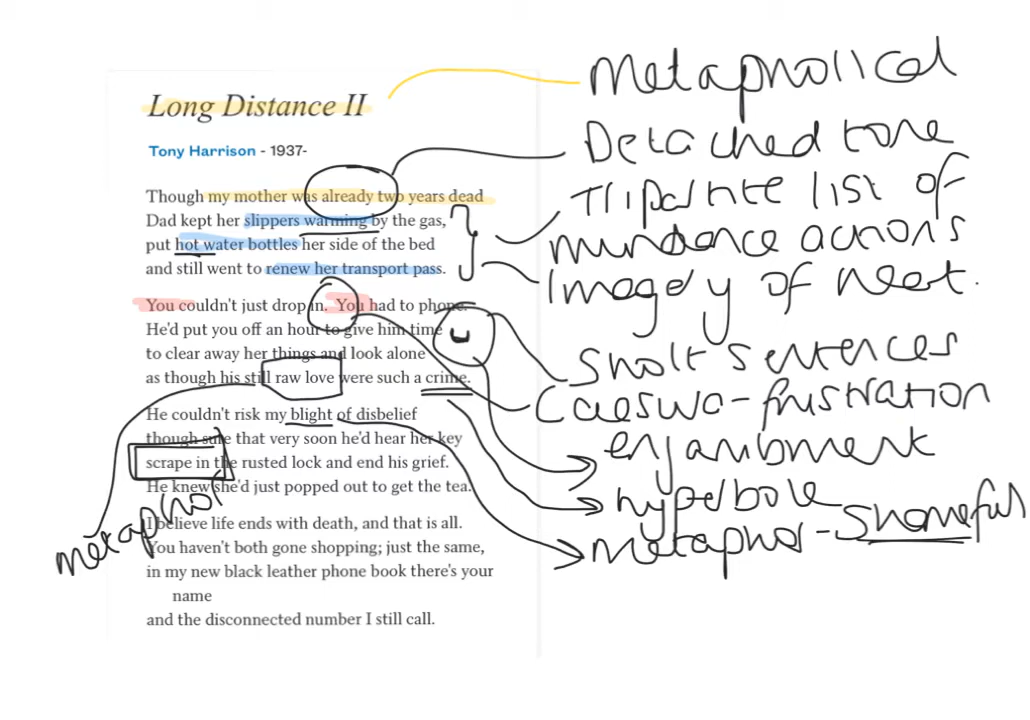 Long Distance II
Tony Harrison - 1937-
Though my mother was already two years dead
Dad kept her slippers warming by the gas,
put hot water bottles her side of the bed
and still went to renew her transport pass.
You couldn't just drop in. You had to phone.
He'd put you off an hour to give him time
to clear away her things and look alone
as though his still raw love were such a crime.
He couldn't risk my blight of disbelief
though sure that very soon he'd hear her key
scrape in the rusted lock and end his grief.
He knew she'd just popped out to get the tea.
I believe life ends with death, and that is all.
You haven't both gone shopping; just the same,
in my new black leather phone book there's your
name
and the disconnected number I still call.
metaphor
Metaphorical
Detached tone
Tripartite list of
mundance actions
Imagery of neat.
Short sentences
Caesura - frustration
enjambment
hyperbole
metaphor - shameful